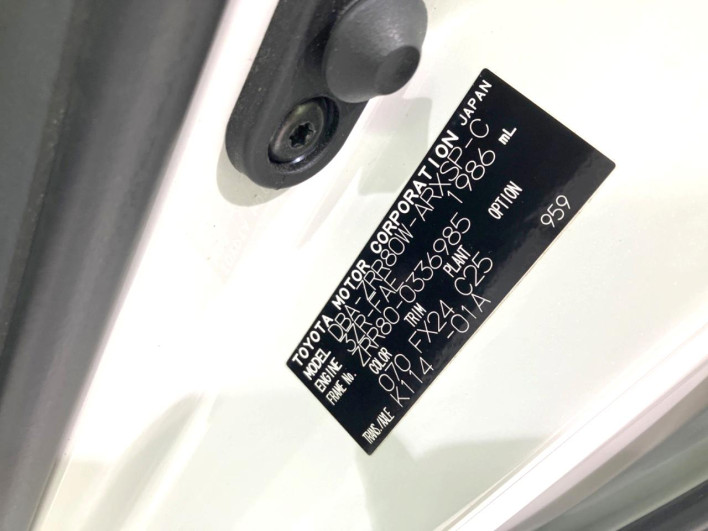 TOYOTA MOTOR CORPORATION JAPAN
MODEL DBA-ZRR80W-ARXSP-C
ENGINE 3ZR-FAE 1986 mL
FRAME No. ZRR80-0336985
COLOR TRIM PLANT OPTION
070 FX24 C25 959
TRANS./AXLE K114 -01A